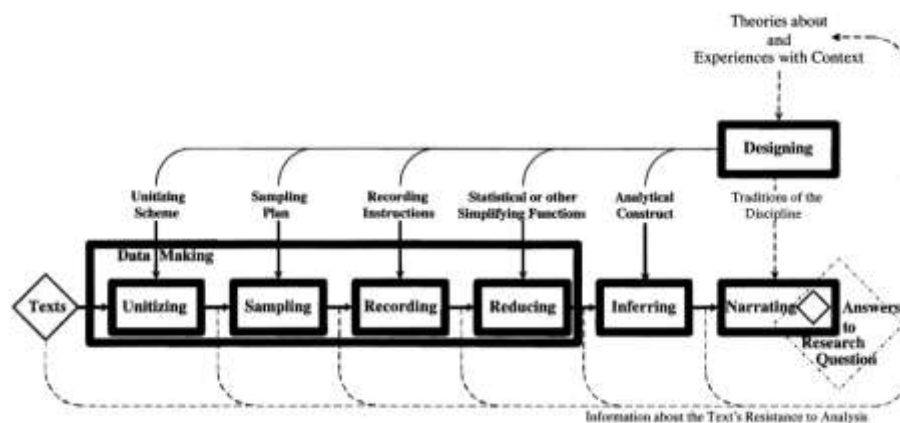 Theories about
and
Experiences with Context
Designing
Unitizing
Scheme
Sampling
Plan
Recording
Instructions
Statistical or other
Simplifying Functions
Analytical
Construct
Traditions of the
Discipline
Data Making
Texts
Unitizing
Sampling
Recording
Reducing
Inferring
Narrating
Answers
to
Research
Question
Information about the Text's Resistance to Analysis